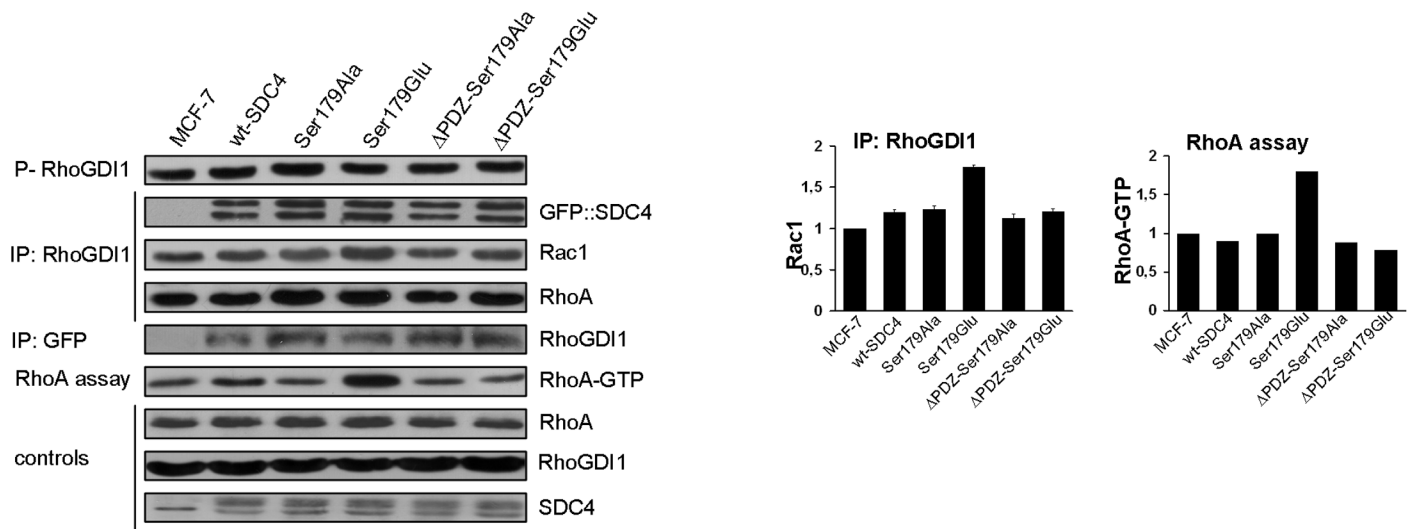 MCF-7
wt-SDC4
Ser179Ala
Ser179Glu
ΔPDZ-Ser179Ala
ΔPDZ-Ser179Glu
P- RhoGDI1
GFP::SDC4
IP: RhoGDI1
Rac1
RhoA
IP: GFP
RhoGDI1
RhoA assay
RhoA-GTP
RhoA
controls
RhoGDI1
SDC4
IP: RhoGDI1
Rac1
2
1,5
1
0,5
0
MCF-7
wt-SDC4
Ser179Ala
Ser179Glu
ΔPDZ-Ser179Ala
ΔPDZ-Ser179Glu
RhoA assay
RhoA-GTP
2
1,5
1
0,5
0
MCF-7
wt-SDC4
Ser179Ala
Ser179Glu
ΔPDZ-Ser179Ala
ΔPDZ-Ser179Glu